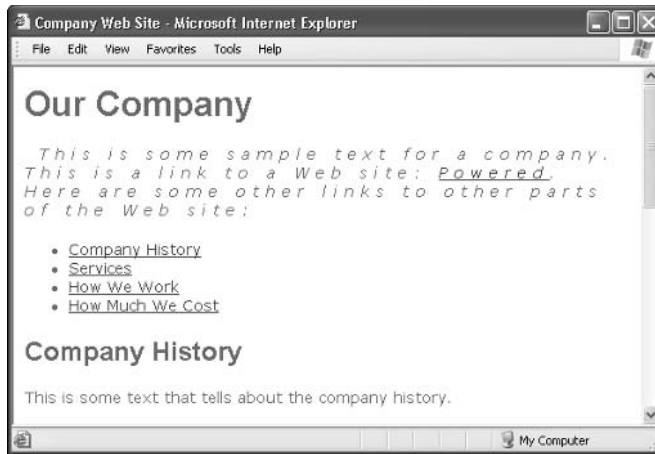 Company Web Site - Microsoft Internet Explorer
File Edit View Favorites Tools Help
Our Company
This is some sample text for a company.
This is a link to a Web site: Powered.
Here are some other links to other parts
of the Web site:
• Company History
• Services
• How We Work
• How Much We Cost
Company History
This is some text that tells about the company history.
My Computer